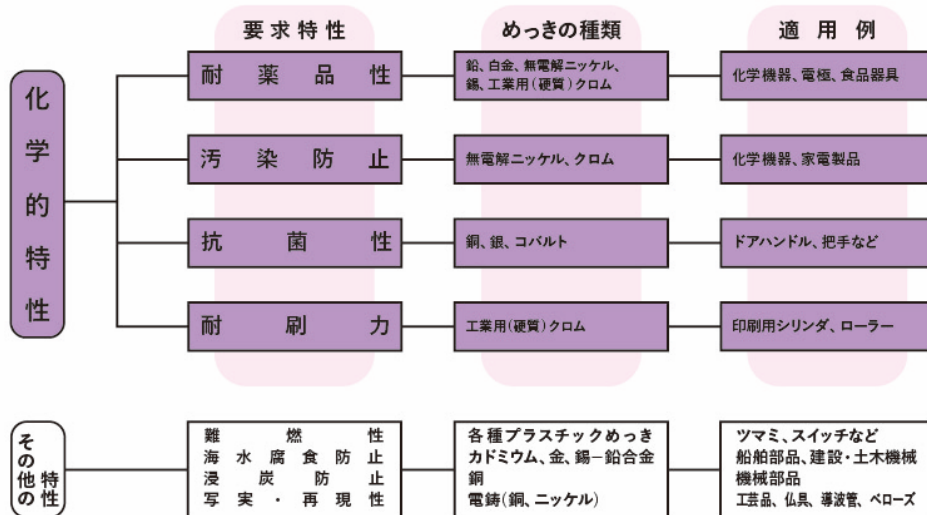 要求特性
めっきの種類
適用例
化学的特性
耐薬品性
鉛、白金、無電解ニッケル、
錫、工業用(硬質)クロム
化学機器、電極、食品器具
汚染防止
無電解ニッケル、クロム
化学機器、家電製品
抗菌性
銅、銀、コバルト
ドアハンドル、把手など
耐刷力
工業用(硬質)クロム
印刷用シリンダ、ローラー
その他の
特性
難燃性
海水腐食防止
浸炭防止
写実・再現性
各種プラスチックめっき
カドミウム、金、錫－鉛合金
銅
電鋳(銅、ニッケル)
ツマミ、スイッチなど
船舶部品、建設・土木機械
機械部品
工芸品、仏具、導波管、ベローズ